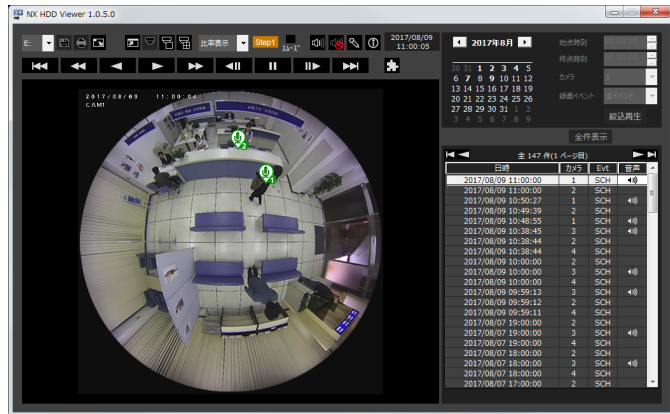 NX HDD Viewer 1.0.5.0
E:
比率表示
Step1
スムーズ
2017/08/09
11:00:05
2017/08/09 11:00:04
CAM1
2
1
2017年8月
30 31 1 2 3 4 5
6 7 8 9 10 11 12
13 14 15 16 17 18 19
20 21 22 23 24 25 26
27 28 29 30 31 1 2
3 4 5 6 7 8 9
始点時刻
終点時刻
カメラ 1
録画イベント 全イベント
絞込再生
全件表示
全 147 件(1 ページ目)
日時 カメラ Evt 音声
2017/08/09 11:00:00 1 SCH
2017/08/09 11:00:00 2 SCH
2017/08/09 10:50:27 1 SCH
2017/08/09 10:49:39 2 SCH
2017/08/09 10:48:55 1 SCH
2017/08/09 10:38:45 3 SCH
2017/08/09 10:38:44 2 SCH
2017/08/09 10:38:44 4 SCH
2017/08/09 10:00:00 2 SCH
2017/08/09 10:00:00 3 SCH
2017/08/09 10:00:00 4 SCH
2017/08/09 09:59:13 3 SCH
2017/08/09 09:59:12 2 SCH
2017/08/09 09:59:11 4 SCH
2017/08/07 19:00:00 2 SCH
2017/08/07 19:00:00 3 SCH
2017/08/07 19:00:00 4 SCH
2017/08/07 18:00:00 2 SCH
2017/08/07 18:00:00 3 SCH
2017/08/07 18:00:00 4 SCH
2017/08/07 17:00:00 2 SCH